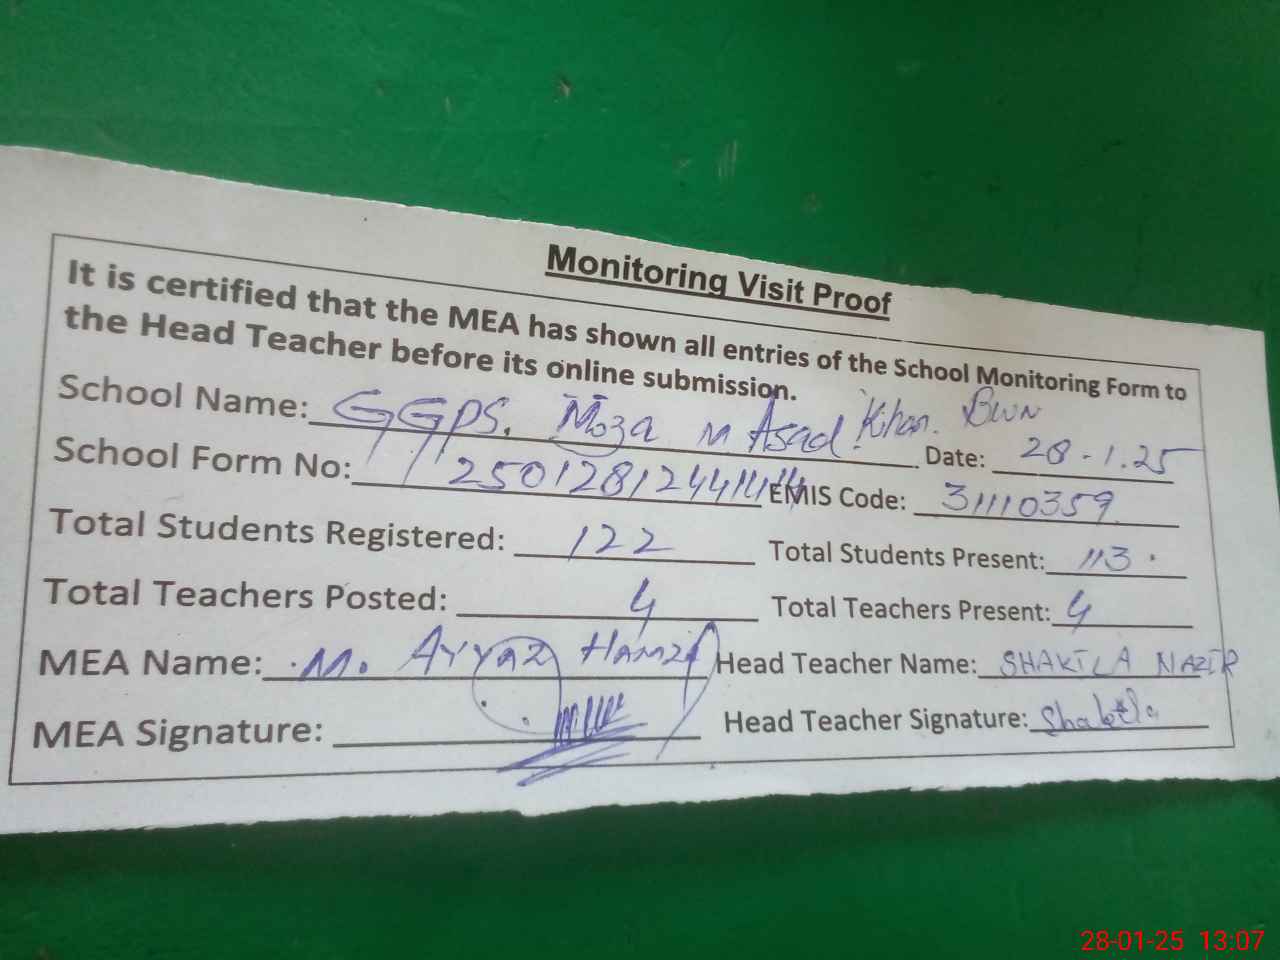 Monitoring Visit Proof
It is certified that the MEA has shown all entries of the School Monitoring Form to
the Head Teacher before its online submission.
School Name: GGPS. Moza M Asad Khan. BWN Date: 28-1.25
School Form No: EMIS Code: 31110359
Total Students Registered: 122 Total Students Present: 113
Total Teachers Posted: 4 Total Teachers Present: 4
MEA Name: M. Ayyaz Hamza Head Teacher Name: SHAKILA NAZIR
MEA Signature: Head Teacher Signature: Shakila
28-01-25 13:07